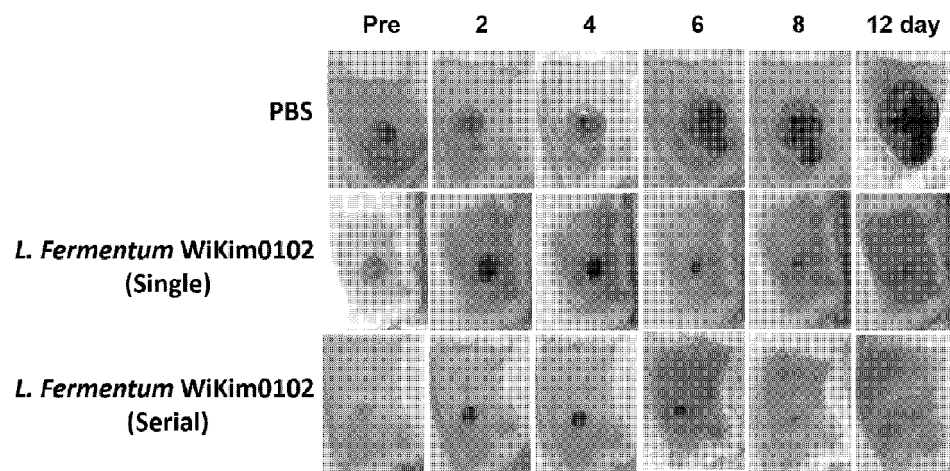 Pre 2 4 6 8 12 day
PBS
L. Fermentum WiKim0102
(Single)
L. Fermentum WiKim0102
(Serial)